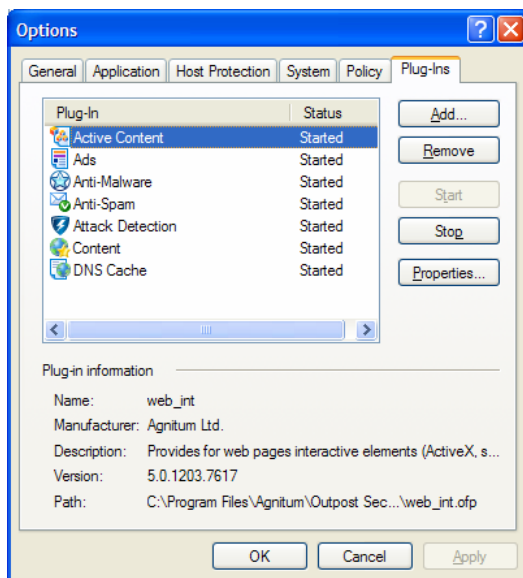 Options
General Application Host Protection System Policy Plug-Ins
Plug-In Status
Active Content Started
Ads Started
Anti-Malware Started
Anti-Spam Started
Attack Detection Started
Content Started
DNS Cache Started
Add...
Remove
Start
Stop
Properties...
Plug-in information
Name: web_int
Manufacturer: Agnitum Ltd.
Description: Provides for web pages interactive elements (ActiveX, s...
Version: 5.0.1203.7617
Path: C:\Program Files\Agnitum\Outpost Sec...\web_int.ofp
OK Cancel Apply